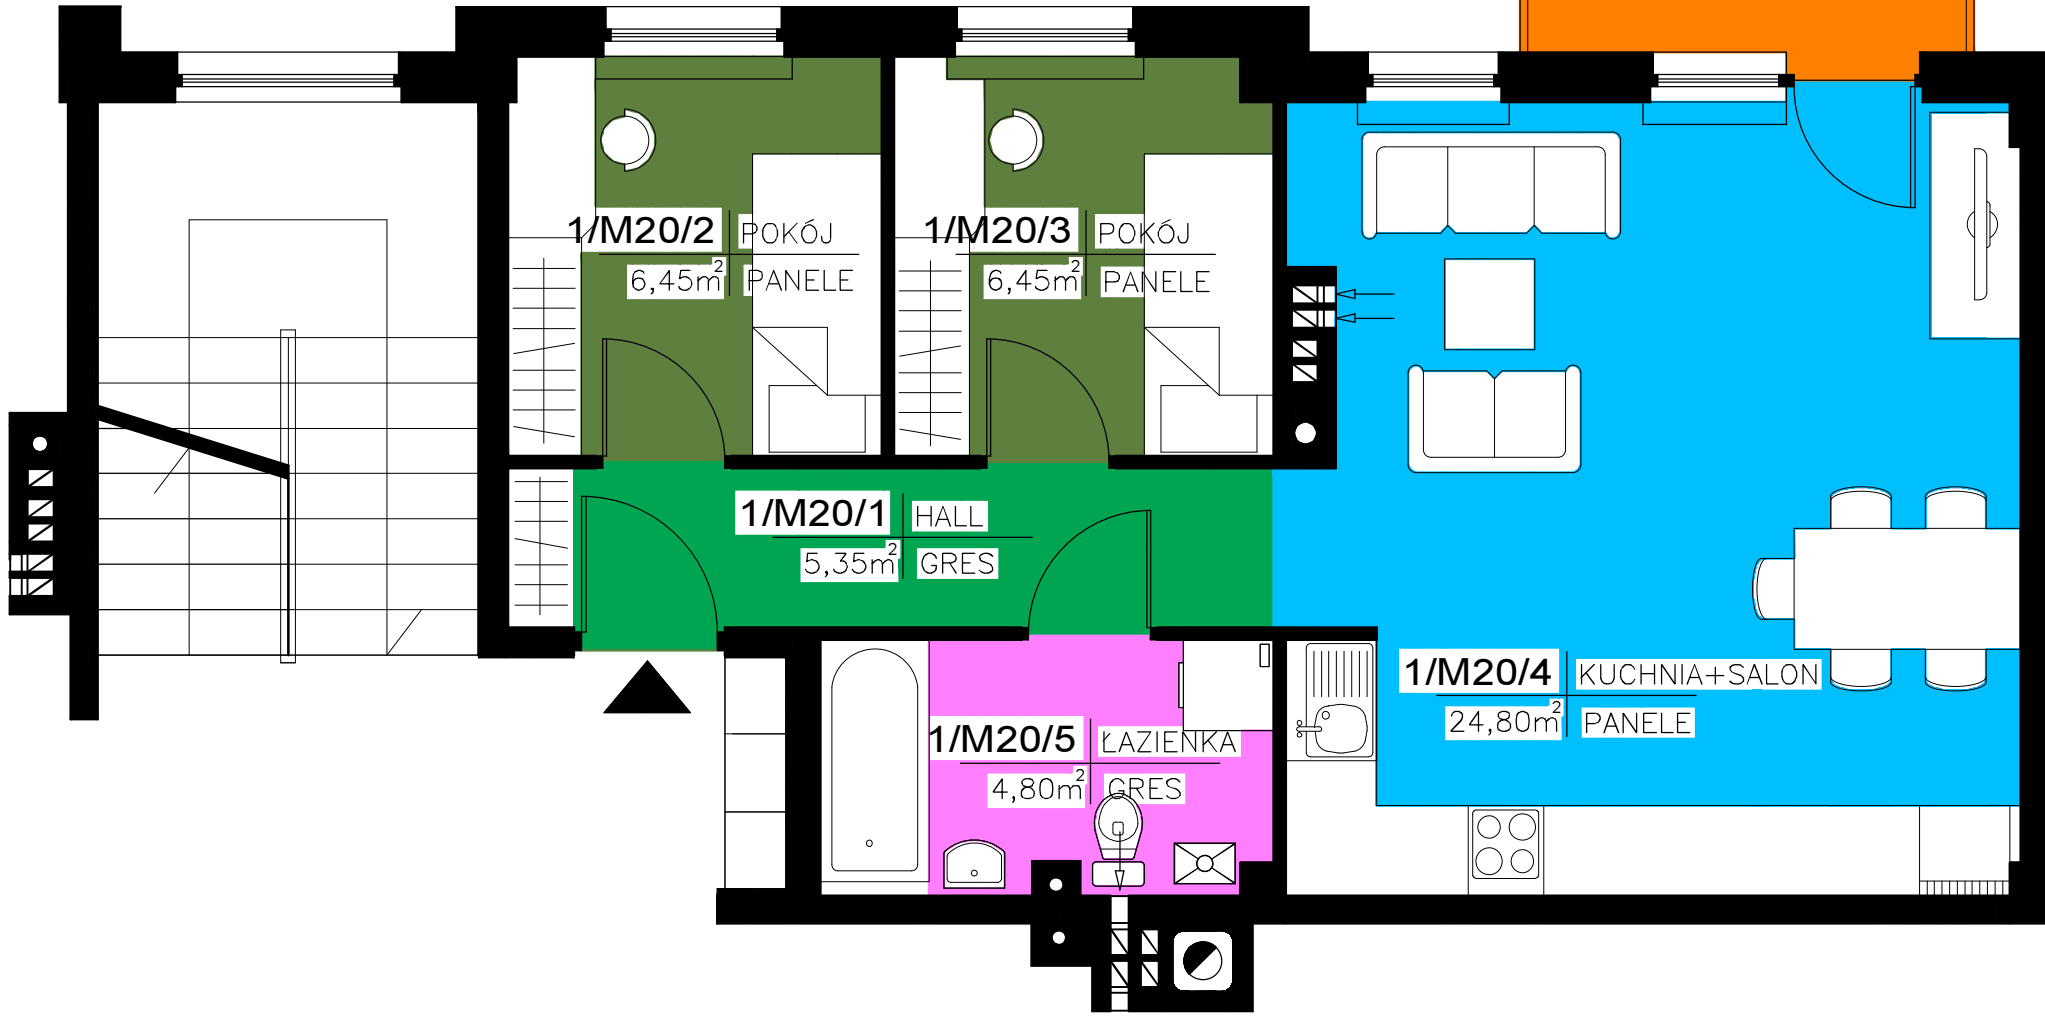 1/M20/2 POKÓJ
6,45m² PANELE
1/M20/3 POKÓJ
6,45m² PANELE
1/M20/1 HALL
5,35m² GRES
1/M20/4 KUCHNIA+SALON
24,80m² PANELE
1/M20/5 ŁAZIENKA
4,80m² GRES